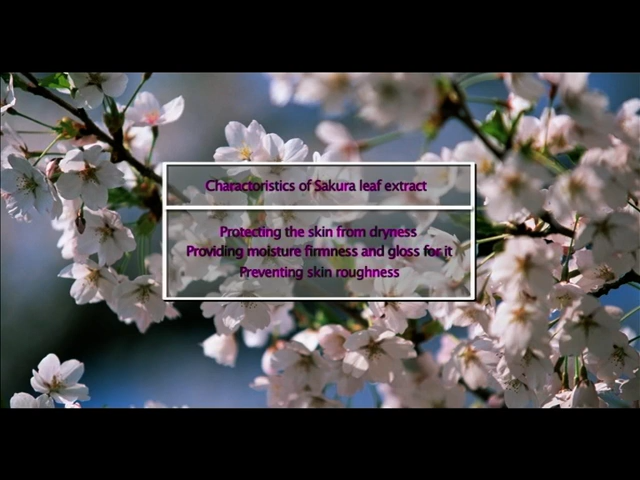 Charactoristics of Sakura leaf extract
Protecting the skin from dryness
Providing moisture firmness and gloss for it
Preventing skin roughness